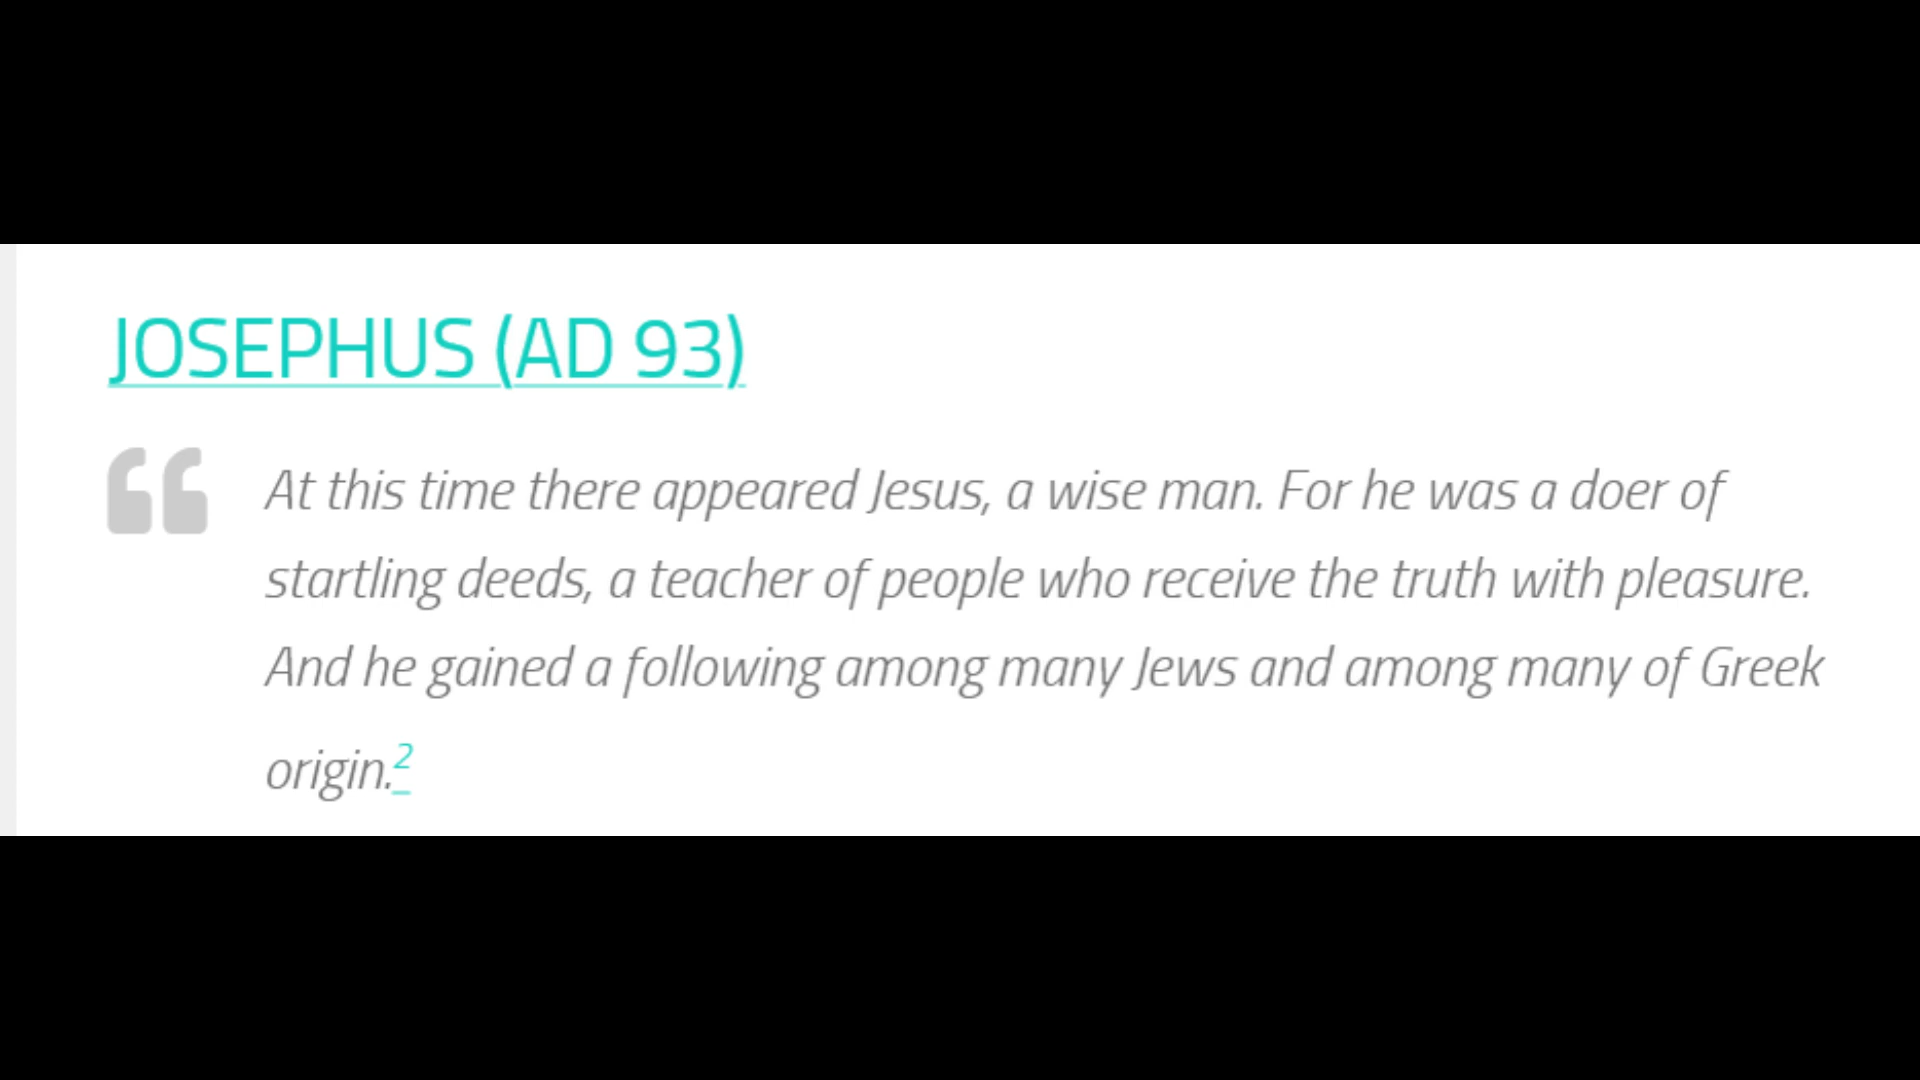 JOSEPHUS (AD 93)
At this time there appeared Jesus, a wise man. For he was a doer of
startling deeds, a teacher of people who receive the truth with pleasure.
And he gained a following among many Jews and among many of Greek
origin.2